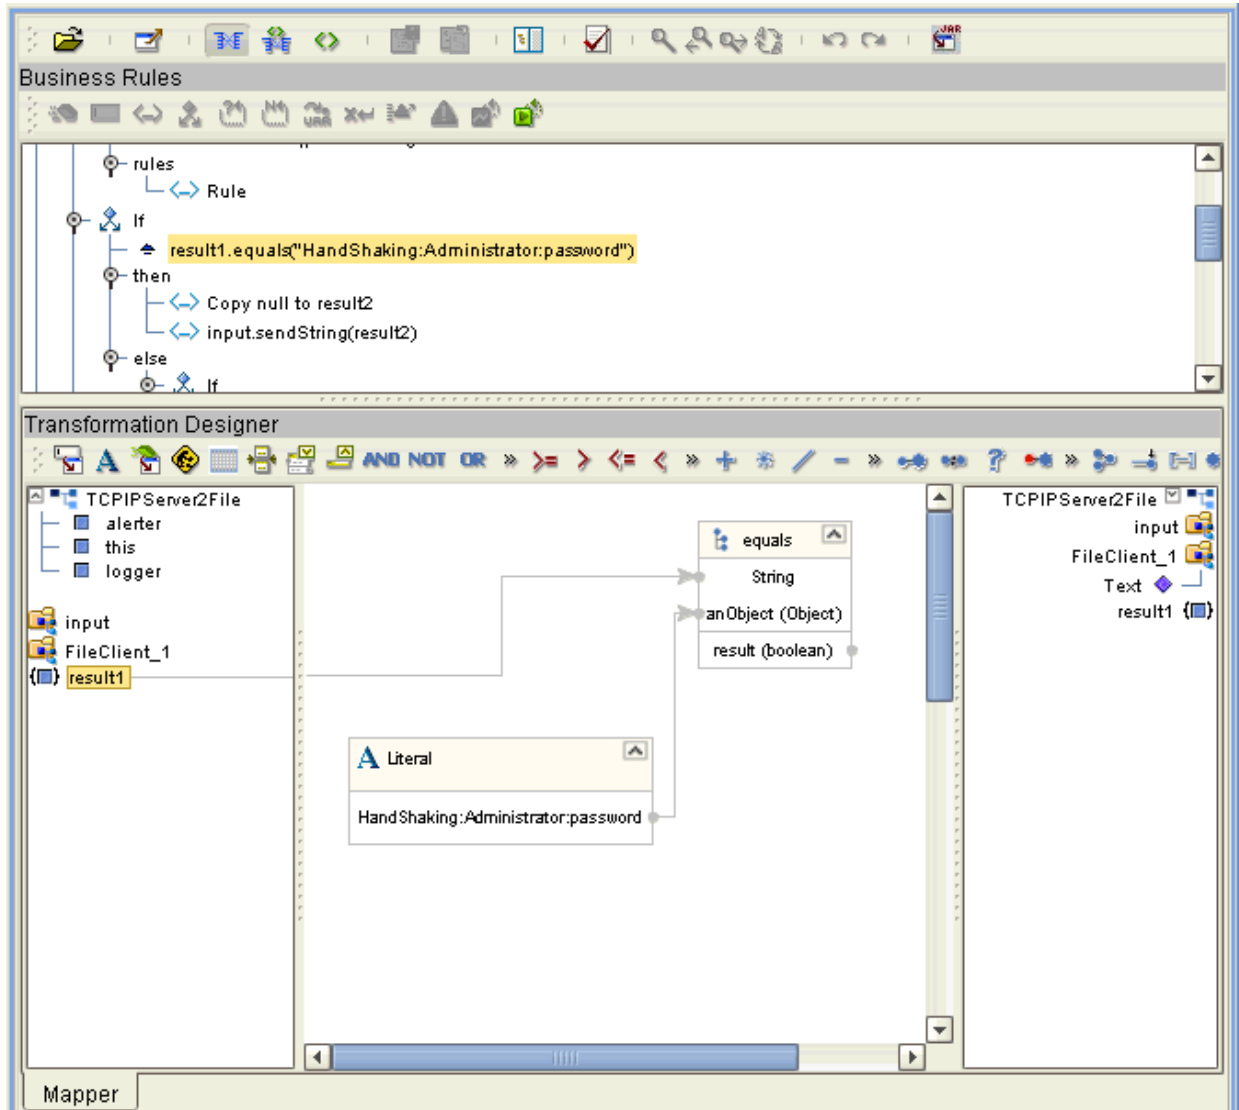 JAR
Business Rules
rules
Rule
If
result1.equals("HandShaking:Administrator:password")
then
Copy null to result2
input.sendString(result2)
else
If
Transformation Designer
A AND NOT OR » >= > <= < » + * / - » ? » »
TCPIPServer2File
alerter
this
logger
input
FileClient_1
{ } result1
equals
String
anObject (Object)
result (boolean)
A Literal
HandShaking:Administrator:password
TCPIPServer2File
input
FileClient_1
Text
result1 { }
Mapper